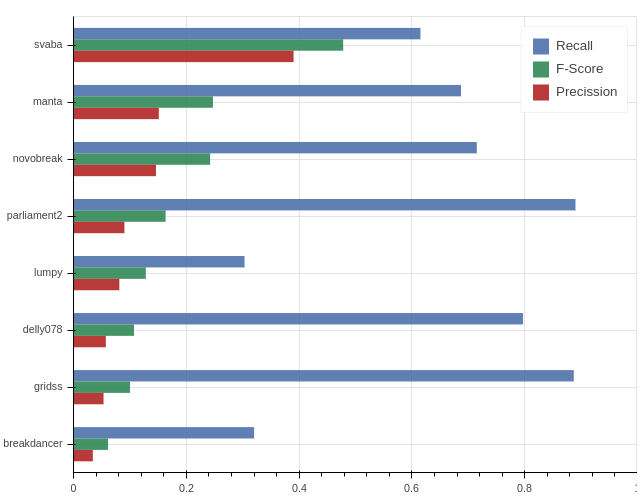 svaba
manta
novobreak
parliament2
lumpy
delly078
gridss
breakdancer
Recall
F-Score
Precission
0
0.2
0.4
0.6
0.8